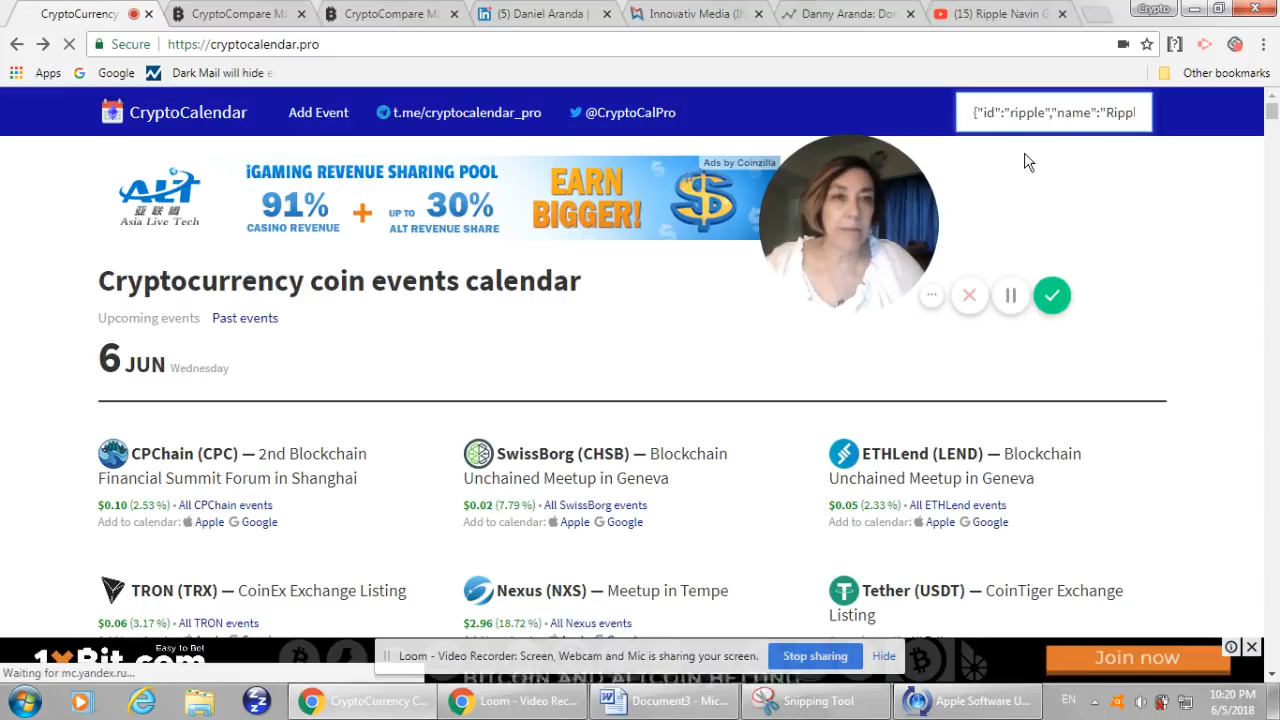 CryptoCurrency
CryptoCompare M
CryptoCompare M
(5) Daniel Aranda |
Innovativ Media (IN
Danny Aranda: Do
(15) Ripple Navin G
Crypto
Secure
https://cryptocalendar.pro
Apps
Google
Dark Mail will hide e
Other bookmarks
CryptoCalendar
Add Event
t.me/cryptocalendar_pro
@CryptoCalPro
{"id":"ripple","name":"Rippl
ALT
亚联盟
Asia Live Tech
iGAMING REVENUE SHARING POOL
91% + UP TO 30%
CASINO REVENUE
ALT REVENUE SHARE
EARN
BIGGER!
Ads by Coinzilla
Cryptocurrency coin events calendar
Upcoming events Past events
6 JUN Wednesday
CPChain (CPC) — 2nd Blockchain
Financial Summit Forum in Shanghai
$0.10 (2.53 %) • All CPChain events
Add to calendar: Apple Google
SwissBorg (CHSB) — Blockchain
Unchained Meetup in Geneva
$0.02 (7.79 %) • All SwissBorg events
Add to calendar: Apple Google
ETHLend (LEND) — Blockchain
Unchained Meetup in Geneva
$0.05 (2.33 %) • All ETHLend events
Add to calendar: Apple Google
TRON (TRX) — CoinEx Exchange Listing
$0.06 (3.17 %) • All TRON events
Nexus (NXS) — Meetup in Tempe
$2.96 (18.72 %) • All Nexus events
Tether (USDT) — CoinTiger Exchange
Listing
Easy to Bet
1xBit.com
BITCOIN AND ALTCOIN BETTING
Join now
Loom - Video Recorder: Screen, Webcam and Mic is sharing your screen.
Stop sharing
Hide
Waiting for mc.yandex.ru...
CryptoCurrency C...
Loom - Video Rec...
Document3 - Mic...
Snipping Tool
Apple Software U...
EN
10:20 PM
6/5/2018